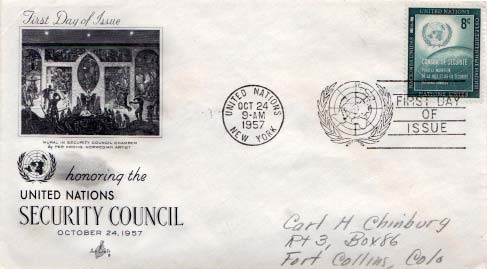 First Day of Issue
MURAL IN SECURITY COUNCIL CHAMBER
By PER KROHG, NORWEGIAN ARTIST
honoring the
UNITED NATIONS
SECURITY COUNCIL
OCTOBER 24, 1957
UNITED NATIONS
OCT 24
9-AM
1957
NEW YORK
FIRST DAY
OF
ISSUE
UNITED NATIONS
8c
CONSEIL DE SECURITE
NATIONS UNIES
Carl H Chinburg
Rt 3, Box 86
Fort Collins, Colo